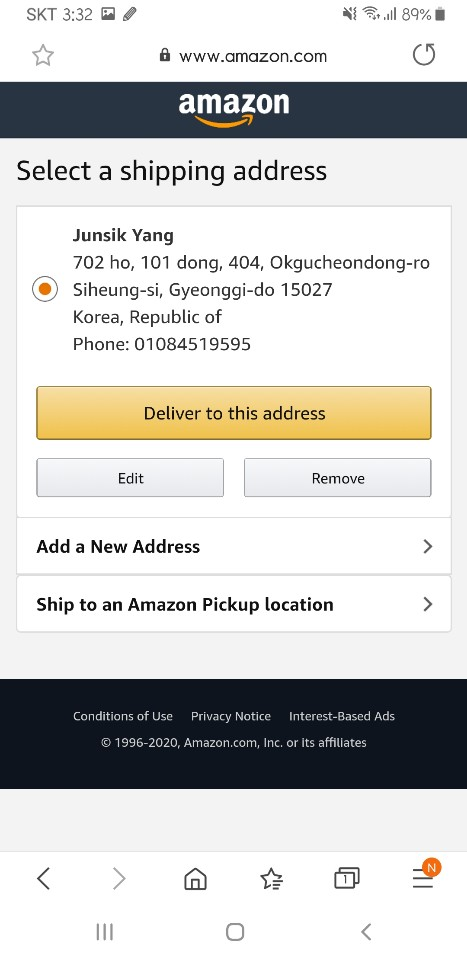 SKT 3:32 89%
www.amazon.com
amazon
Select a shipping address
Junsik Yang
702 ho, 101 dong, 404, Okgucheondong-ro
Siheung-si, Gyeonggi-do 15027
Korea, Republic of
Phone: 01084519595
Deliver to this address
Edit Remove
Add a New Address
Ship to an Amazon Pickup location
Conditions of Use Privacy Notice Interest-Based Ads
© 1996-2020, Amazon.com, Inc. or its affiliates
1 N